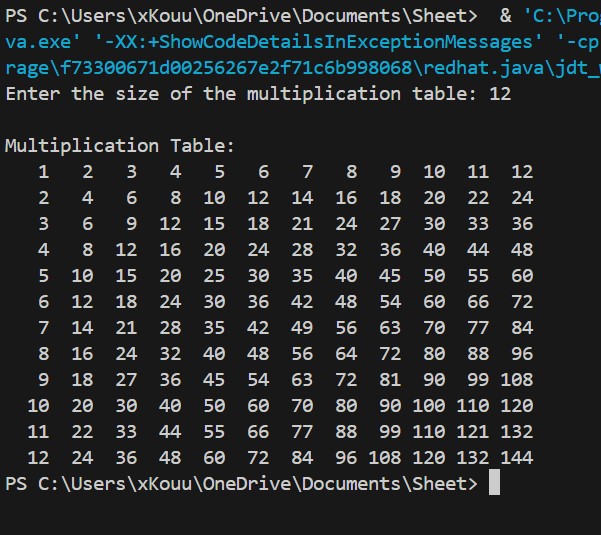 PS C:\Users\xKouu\OneDrive\Documents\Sheet>  & 'C:\Prog
va.exe' '-XX:+ShowCodeDetailsInExceptionMessages' '-cp
rage\f73300671d00256267e2f71c6b998068\redhat.java\jdt_w
Enter the size of the multiplication table: 12
Multiplication Table:
   1   2   3   4   5   6   7   8   9  10  11  12
   2   4   6   8  10  12  14  16  18  20  22  24
   3   6   9  12  15  18  21  24  27  30  33  36
   4   8  12  16  20  24  28  32  36  40  44  48
   5  10  15  20  25  30  35  40  45  50  55  60
   6  12  18  24  30  36  42  48  54  60  66  72
   7  14  21  28  35  42  49  56  63  70  77  84
   8  16  24  32  40  48  56  64  72  80  88  96
   9  18  27  36  45  54  63  72  81  90  99 108
  10  20  30  40  50  60  70  80  90 100 110 120
  11  22  33  44  55  66  77  88  99 110 121 132
  12  24  36  48  60  72  84  96 108 120 132 144
PS C:\Users\xKouu\OneDrive\Documents\Sheet>